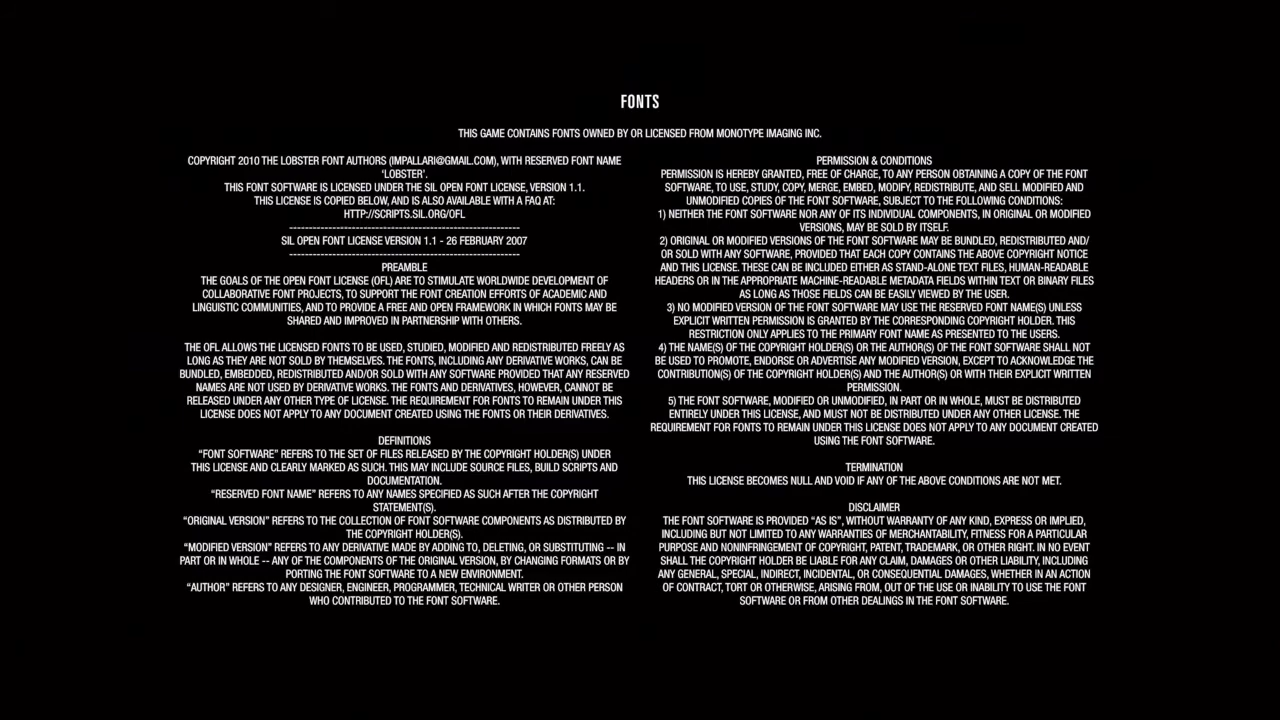 FONTS
THIS GAME CONTAINS FONTS OWNED BY OR LICENSED FROM MONOTYPE IMAGING INC.
COPYRIGHT 2010 THE LOBSTER FONT AUTHORS (IMPALLARI@GMAIL.COM), WITH RESERVED FONT NAME
‘LOBSTER’.
THIS FONT SOFTWARE IS LICENSED UNDER THE SIL OPEN FONT LICENSE, VERSION 1.1.
THIS LICENSE IS COPIED BELOW, AND IS ALSO AVAILABLE WITH A FAQ AT:
HTTP://SCRIPTS.SIL.ORG/OFL
-----------------------------------------------------------
SIL OPEN FONT LICENSE VERSION 1.1 - 26 FEBRUARY 2007
-----------------------------------------------------------
PREAMBLE
THE GOALS OF THE OPEN FONT LICENSE (OFL) ARE TO STIMULATE WORLDWIDE DEVELOPMENT OF
COLLABORATIVE FONT PROJECTS, TO SUPPORT THE FONT CREATION EFFORTS OF ACADEMIC AND
LINGUISTIC COMMUNITIES, AND TO PROVIDE A FREE AND OPEN FRAMEWORK IN WHICH FONTS MAY BE
SHARED AND IMPROVED IN PARTNERSHIP WITH OTHERS.
THE OFL ALLOWS THE LICENSED FONTS TO BE USED, STUDIED, MODIFIED AND REDISTRIBUTED FREELY AS
LONG AS THEY ARE NOT SOLD BY THEMSELVES. THE FONTS, INCLUDING ANY DERIVATIVE WORKS, CAN BE
BUNDLED, EMBEDDED, REDISTRIBUTED AND/OR SOLD WITH ANY SOFTWARE PROVIDED THAT ANY RESERVED
NAMES ARE NOT USED BY DERIVATIVE WORKS. THE FONTS AND DERIVATIVES, HOWEVER, CANNOT BE
RELEASED UNDER ANY OTHER TYPE OF LICENSE. THE REQUIREMENT FOR FONTS TO REMAIN UNDER THIS
LICENSE DOES NOT APPLY TO ANY DOCUMENT CREATED USING THE FONTS OR THEIR DERIVATIVES.
DEFINITIONS
“FONT SOFTWARE” REFERS TO THE SET OF FILES RELEASED BY THE COPYRIGHT HOLDER(S) UNDER
THIS LICENSE AND CLEARLY MARKED AS SUCH. THIS MAY INCLUDE SOURCE FILES, BUILD SCRIPTS AND
DOCUMENTATION.
“RESERVED FONT NAME” REFERS TO ANY NAMES SPECIFIED AS SUCH AFTER THE COPYRIGHT
STATEMENT(S).
“ORIGINAL VERSION” REFERS TO THE COLLECTION OF FONT SOFTWARE COMPONENTS AS DISTRIBUTED BY
THE COPYRIGHT HOLDER(S).
“MODIFIED VERSION” REFERS TO ANY DERIVATIVE MADE BY ADDING TO, DELETING, OR SUBSTITUTING -- IN
PART OR IN WHOLE -- ANY OF THE COMPONENTS OF THE ORIGINAL VERSION, BY CHANGING FORMATS OR BY
PORTING THE FONT SOFTWARE TO A NEW ENVIRONMENT.
“AUTHOR” REFERS TO ANY DESIGNER, ENGINEER, PROGRAMMER, TECHNICAL WRITER OR OTHER PERSON
WHO CONTRIBUTED TO THE FONT SOFTWARE.
PERMISSION & CONDITIONS
PERMISSION IS HEREBY GRANTED, FREE OF CHARGE, TO ANY PERSON OBTAINING A COPY OF THE FONT
SOFTWARE, TO USE, STUDY, COPY, MERGE, EMBED, MODIFY, REDISTRIBUTE, AND SELL MODIFIED AND
UNMODIFIED COPIES OF THE FONT SOFTWARE, SUBJECT TO THE FOLLOWING CONDITIONS:
1) NEITHER THE FONT SOFTWARE NOR ANY OF ITS INDIVIDUAL COMPONENTS, IN ORIGINAL OR MODIFIED
VERSIONS, MAY BE SOLD BY ITSELF.
2) ORIGINAL OR MODIFIED VERSIONS OF THE FONT SOFTWARE MAY BE BUNDLED, REDISTRIBUTED AND/
OR SOLD WITH ANY SOFTWARE, PROVIDED THAT EACH COPY CONTAINS THE ABOVE COPYRIGHT NOTICE
AND THIS LICENSE. THESE CAN BE INCLUDED EITHER AS STAND-ALONE TEXT FILES, HUMAN-READABLE
HEADERS OR IN THE APPROPRIATE MACHINE-READABLE METADATA FIELDS WITHIN TEXT OR BINARY FILES
AS LONG AS THOSE FIELDS CAN BE EASILY VIEWED BY THE USER.
3) NO MODIFIED VERSION OF THE FONT SOFTWARE MAY USE THE RESERVED FONT NAME(S) UNLESS
EXPLICIT WRITTEN PERMISSION IS GRANTED BY THE CORRESPONDING COPYRIGHT HOLDER. THIS
RESTRICTION ONLY APPLIES TO THE PRIMARY FONT NAME AS PRESENTED TO THE USERS.
4) THE NAME(S) OF THE COPYRIGHT HOLDER(S) OR THE AUTHOR(S) OF THE FONT SOFTWARE SHALL NOT
BE USED TO PROMOTE, ENDORSE OR ADVERTISE ANY MODIFIED VERSION, EXCEPT TO ACKNOWLEDGE THE
CONTRIBUTION(S) OF THE COPYRIGHT HOLDER(S) AND THE AUTHOR(S) OR WITH THEIR EXPLICIT WRITTEN
PERMISSION.
5) THE FONT SOFTWARE, MODIFIED OR UNMODIFIED, IN PART OR IN WHOLE, MUST BE DISTRIBUTED
ENTIRELY UNDER THIS LICENSE, AND MUST NOT BE DISTRIBUTED UNDER ANY OTHER LICENSE. THE
REQUIREMENT FOR FONTS TO REMAIN UNDER THIS LICENSE DOES NOT APPLY TO ANY DOCUMENT CREATED
USING THE FONT SOFTWARE.
TERMINATION
THIS LICENSE BECOMES NULL AND VOID IF ANY OF THE ABOVE CONDITIONS ARE NOT MET.
DISCLAIMER
THE FONT SOFTWARE IS PROVIDED “AS IS”, WITHOUT WARRANTY OF ANY KIND, EXPRESS OR IMPLIED,
INCLUDING BUT NOT LIMITED TO ANY WARRANTIES OF MERCHANTABILITY, FITNESS FOR A PARTICULAR
PURPOSE AND NONINFRINGEMENT OF COPYRIGHT, PATENT, TRADEMARK, OR OTHER RIGHT. IN NO EVENT
SHALL THE COPYRIGHT HOLDER BE LIABLE FOR ANY CLAIM, DAMAGES OR OTHER LIABILITY, INCLUDING
ANY GENERAL, SPECIAL, INDIRECT, INCIDENTAL, OR CONSEQUENTIAL DAMAGES, WHETHER IN AN ACTION
OF CONTRACT, TORT OR OTHERWISE, ARISING FROM, OUT OF THE USE OR INABILITY TO USE THE FONT
SOFTWARE OR FROM OTHER DEALINGS IN THE FONT SOFTWARE.